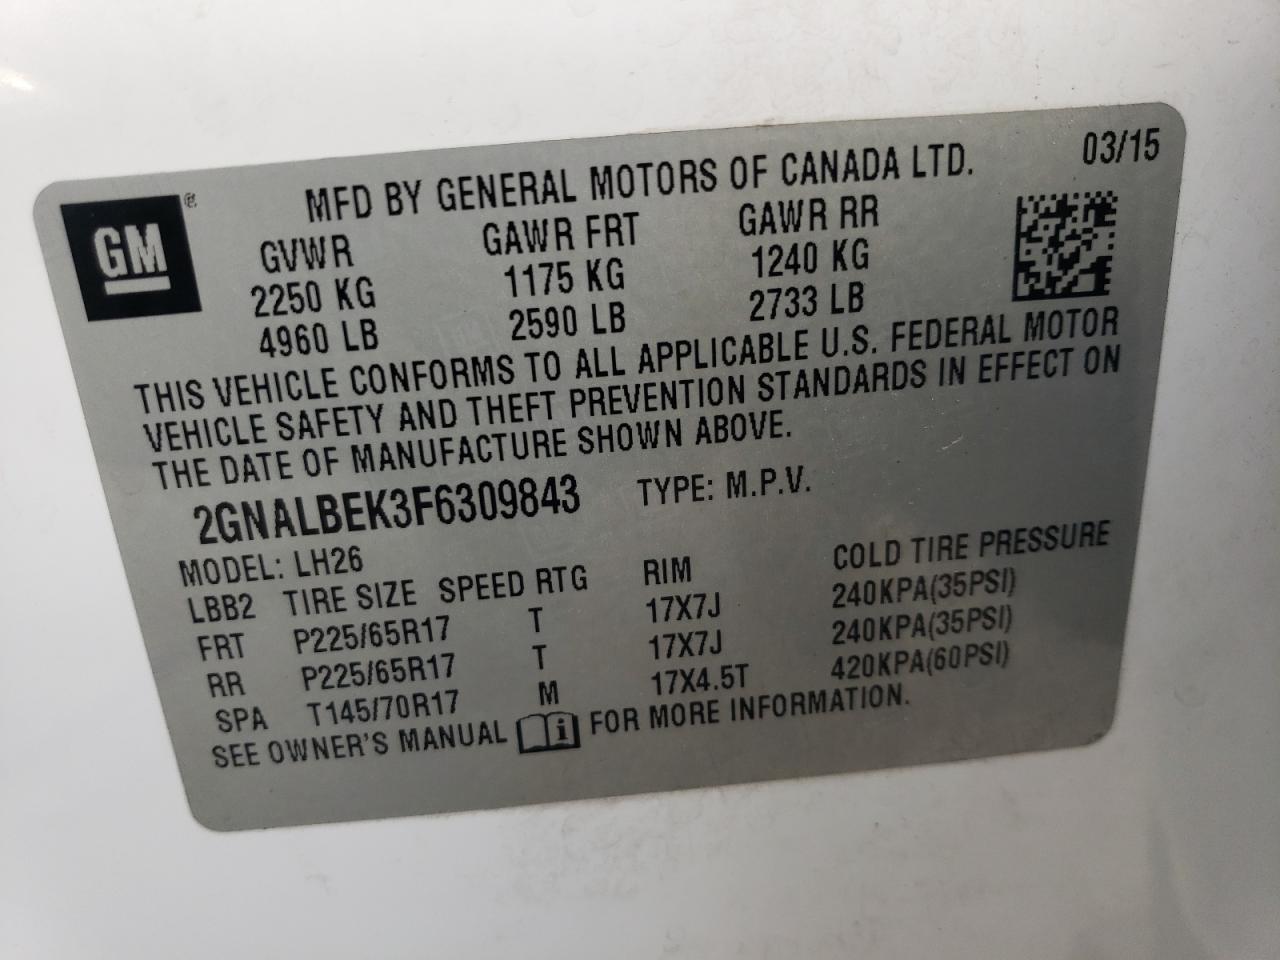 GM®
MFD BY GENERAL MOTORS OF CANADA LTD. 03/15
GVWR GAWR FRT GAWR RR
2250 KG 1175 KG 1240 KG
4960 LB 2590 LB 2733 LB
THIS VEHICLE CONFORMS TO ALL APPLICABLE U.S. FEDERAL MOTOR
VEHICLE SAFETY AND THEFT PREVENTION STANDARDS IN EFFECT ON
THE DATE OF MANUFACTURE SHOWN ABOVE.
2GNALBEK3F6309843 TYPE: M.P.V.
MODEL: LH26
LBB2 TIRE SIZE SPEED RTG RIM COLD TIRE PRESSURE
FRT P225/65R17 T 17X7J 240KPA(35PSI)
RR P225/65R17 T 17X7J 240KPA(35PSI)
SPA T145/70R17 M 17X4.5T 420KPA(60PSI)
SEE OWNER'S MANUAL i FOR MORE INFORMATION.